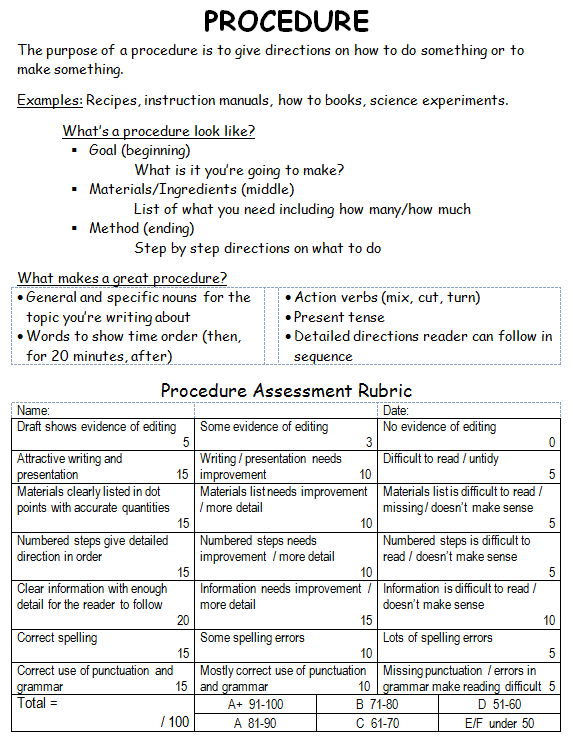 PROCEDURE
The purpose of a procedure is to give directions on how to do something or to
make something.
Examples: Recipes, instruction manuals, how to books, science experiments.
What's a procedure look like?
▪ Goal (beginning)
What is it you're going to make?
▪ Materials/Ingredients (middle)
List of what you need including how many/how much
▪ Method (ending)
Step by step directions on what to do
What makes a great procedure?
• General and specific nouns for the
topic you're writing about
• Words to show time order (then,
for 20 minutes, after)
• Action verbs (mix, cut, turn)
• Present tense
• Detailed directions reader can follow in
sequence
Procedure Assessment Rubric
Name:
Date:
Draft shows evidence of editing
5
Some evidence of editing
3
No evidence of editing
0
Attractive writing and
presentation 15
Writing / presentation needs
improvement 10
Difficult to read / untidy
5
Materials clearly listed in dot
points with accurate quantities
15
Materials list needs improvement
/ more detail
10
Materials list is difficult to read /
missing / doesn't make sense
5
Numbered steps give detailed
direction in order
15
Numbered steps needs
improvement / more detail
10
Numbered steps is difficult to
read / doesn't make sense
5
Clear information with enough
detail for the reader to follow
20
Information needs improvement /
more detail
15
Information is difficult to read /
doesn't make sense
10
Correct spelling
15
Some spelling errors
10
Lots of spelling errors
5
Correct use of punctuation and
grammar 15
Mostly correct use of punctuation
and grammar 10
Missing punctuation / errors in
grammar make reading difficult 5
Total =
/ 100
A+ 91-100
B 71-80
D 51-60
A 81-90
C 61-70
E/F under 50